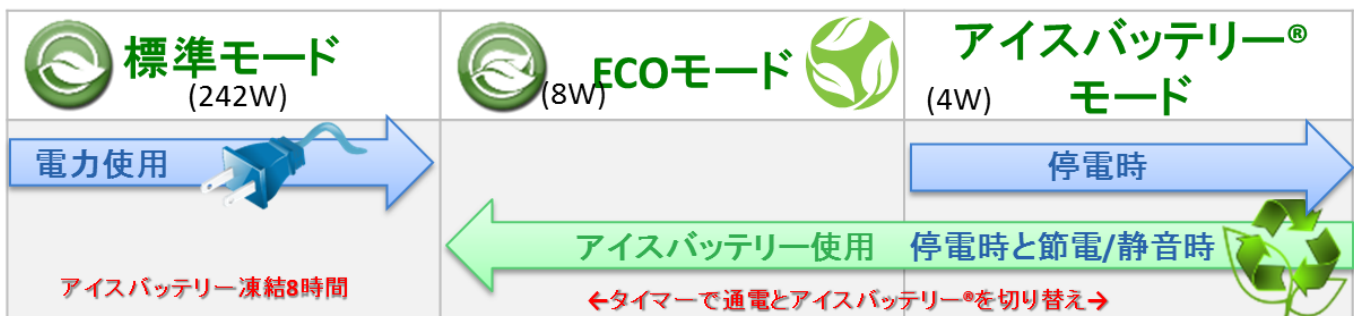 標準モード
(242W)
ECOモード
(8W)
アイスバッテリー®
モード
(4W)
電力使用
停電時
アイスバッテリー使用 停電時と節電/静音時
アイスバッテリー凍結8時間
←タイマーで通電とアイスバッテリー®を切り替え→